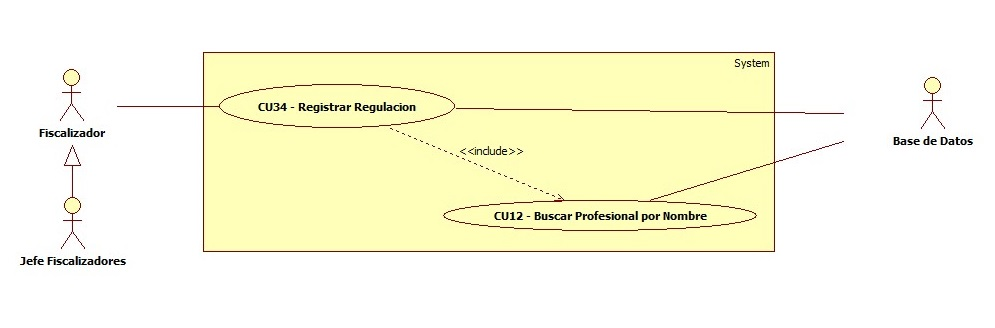 System
CU34 - Registrar Regulacion
Fiscalizador
Base de Datos
<<include>>
CU12 - Buscar Profesional por Nombre
Jefe Fiscalizadores